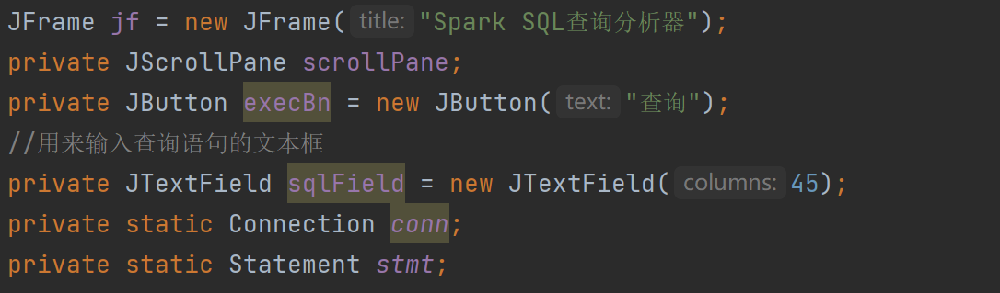 JFrame jf = new JFrame( title: "Spark SQL查询分析器");
private JScrollPane scrollPane;
private JButton execBn = new JButton( text: "查询");
//用来输入查询语句的文本框
private JTextField sqlField = new JTextField( columns: 45);
private static Connection conn;
private static Statement stmt;